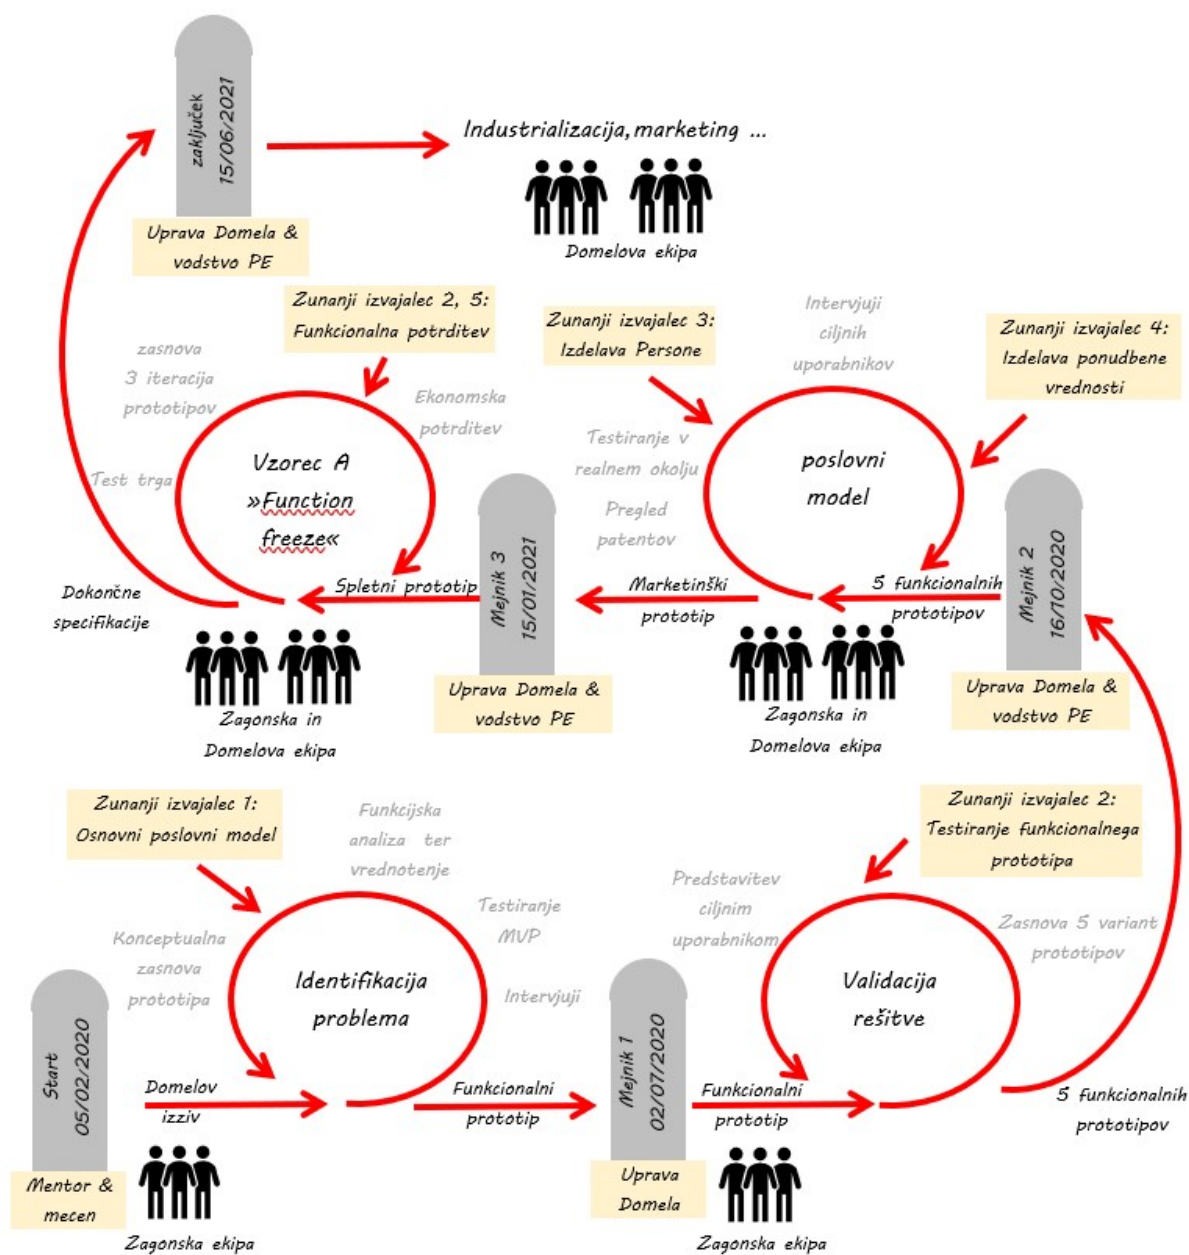 zaključek
15/06/2021
Uprava Domela &
vodstvo PE
Industrializacija, marketing ...
Domelova ekipa
Zunanji izvajalec 2, 5:
Funkcionalna potrditev
zasnova
3 iteracija
prototipov
Ekonomska
potrditev
Test trga
Vzorec A
»Function
freeze«
Dokončne
specifikacije
Spletni prototip
Zagonska in
Domelova ekipa
Mejnik 3
15/01/2021
Uprava Domela &
vodstvo PE
Zunanji izvajalec 3:
Izdelava Persone
Intervjuji
ciljnih
uporabnikov
Zunanji izvajalec 4:
Izdelava ponudbene
vrednosti
Testiranje v
realnem okolju
Pregled
patentov
poslovni
model
Marketinški
prototip
5 funkcionalnih
prototipov
Zagonska in
Domelova ekipa
Mejnik 2
16/10/2020
Uprava Domela &
vodstvo PE
Zunanji izvajalec 1:
Osnovni poslovni model
Funkcijska
analiza ter
vrednotenje
Testiranje
MVP
Konceptualna
zasnova
prototipa
Intervjuji
Identifikacija
problema
Start
05/02/2020
Mentor &
mecen
Domelov
izziv
Zagonska ekipa
Funkcionalni
prototip
Mejnik 1
02/07/2020
Uprava
Domela
Zunanji izvajalec 2:
Testiranje funkcionalnega
prototipa
Predstavitev
ciljnim
uporabnikom
Zasnova 5 variant
prototipov
Validacija
rešitve
Funkcionalni
prototip
Zagonska ekipa
5 funkcionalnih
prototipov